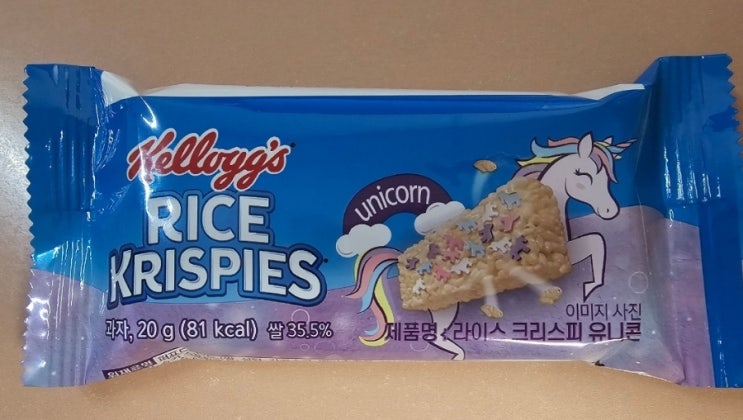 Kellogg's
RICE
KRISPIES
unicorn
과자, 20 g (81 kcal) 쌀 35.5%
이미지 사진
제품명 : 라이스 크리스피 유니콘